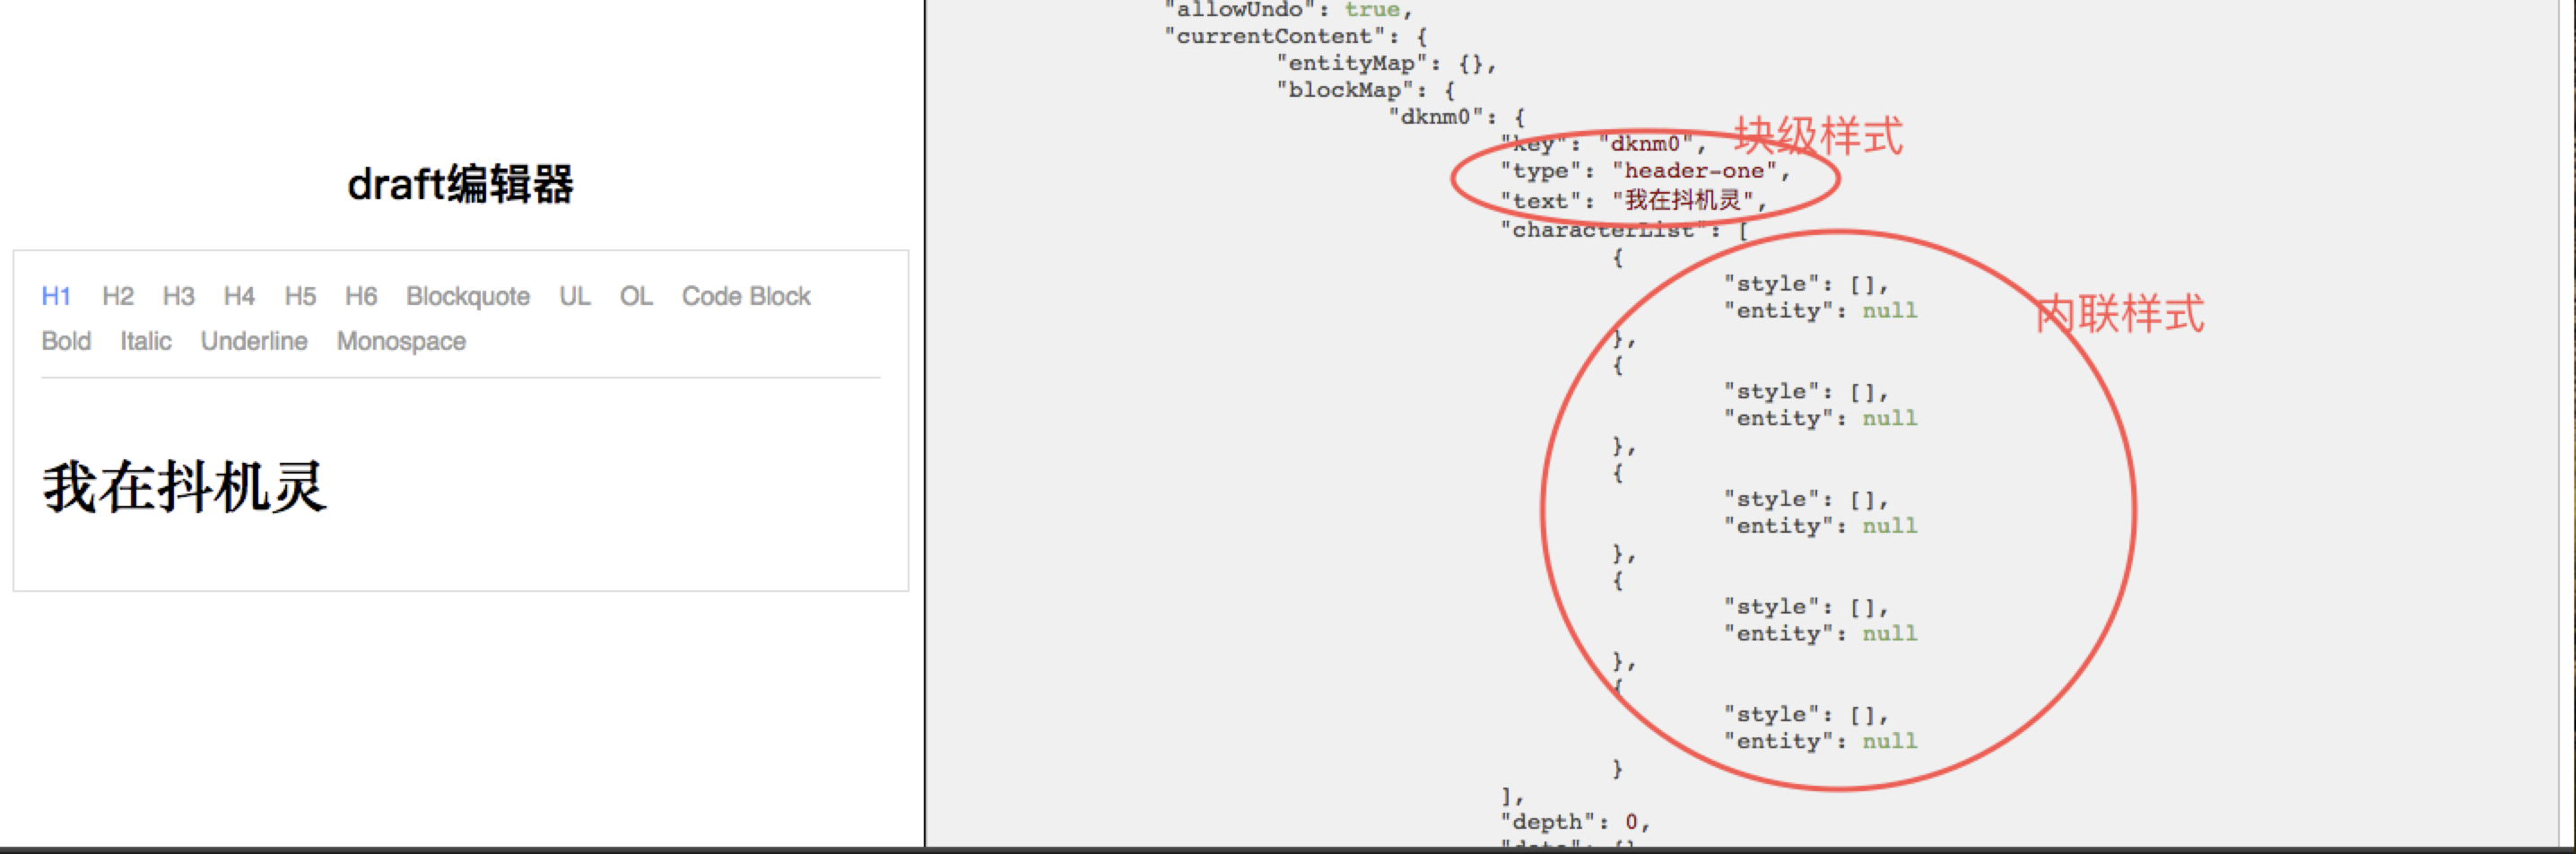 draft编辑器
H1 H2 H3 H4 H5 H6 Blockquote UL OL Code Block
Bold Italic Underline Monospace
我在抖机灵
"allowUndo": true,
"currentContent": {
"entityMap": {},
"blockMap": {
"dknm0": {
"key": "dknm0",
块级样式
"type": "header-one",
"text": "我在抖机灵",
"characterList": [
{
"style": [],
"entity": null
内联样式
},
{
"style": [],
"entity": null
},
{
"style": [],
"entity": null
},
{
"style": [],
"entity": null
},
{
"style": [],
"entity": null
}
],
"depth": 0,